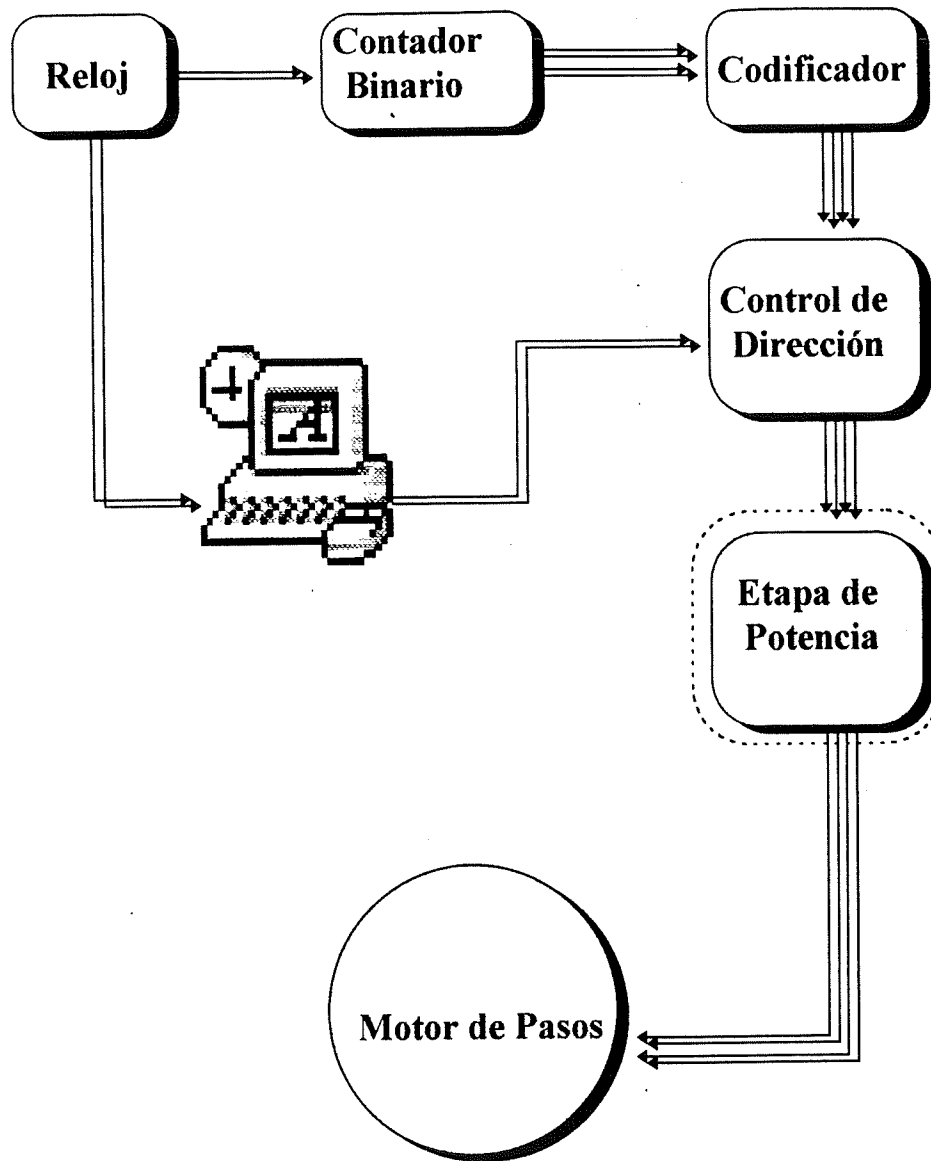 Reloj
Contador
Binario
Codificador
Control de
Dirección
A
Etapa de
Potencia
Motor de Pasos